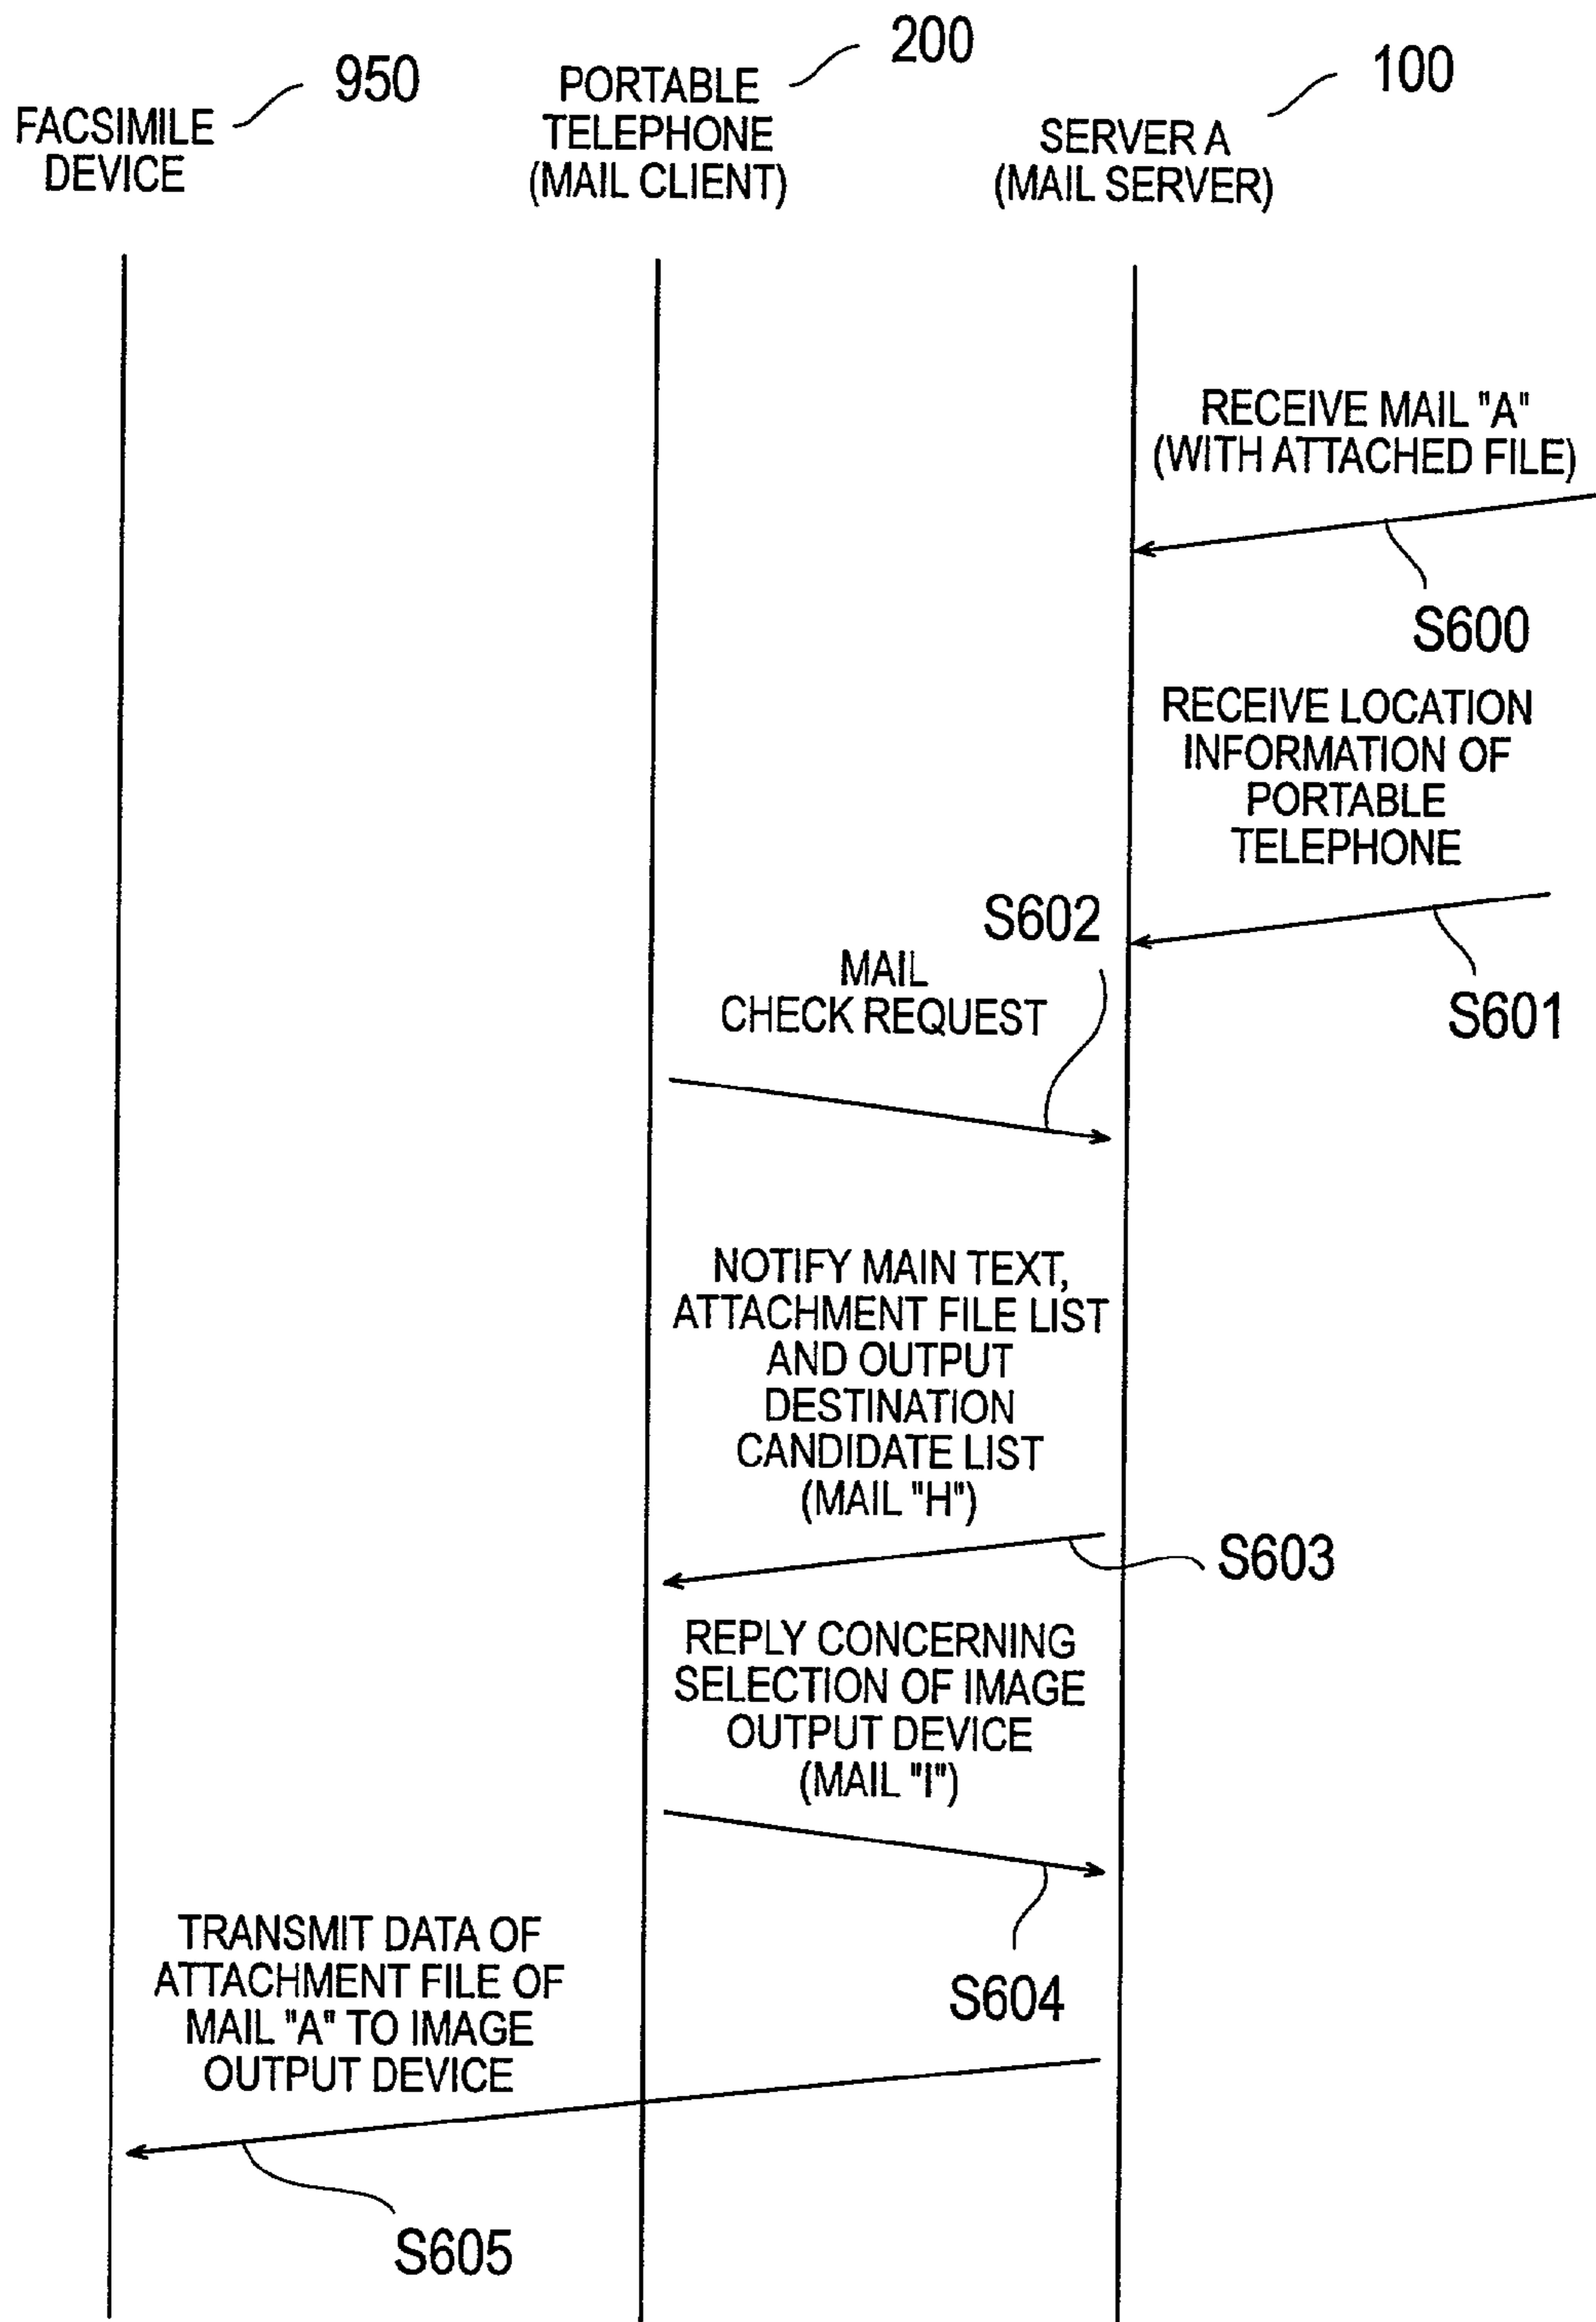 950
FACSIMILE
DEVICE
200
PORTABLE
TELEPHONE
(MAIL CLIENT)
100
SERVER A
(MAIL SERVER)
RECEIVE MAIL "A"
(WITH ATTACHED FILE)
S600
RECEIVE LOCATION
INFORMATION OF
PORTABLE
TELEPHONE
S601
S602
MAIL
CHECK REQUEST
NOTIFY MAIN TEXT,
ATTACHMENT FILE LIST
AND OUTPUT
DESTINATION
CANDIDATE LIST
(MAIL "H")
S603
REPLY CONCERNING
SELECTION OF IMAGE
OUTPUT DEVICE
(MAIL "I")
S604
TRANSMIT DATA OF
ATTACHMENT FILE OF
MAIL "A" TO IMAGE
OUTPUT DEVICE
S605